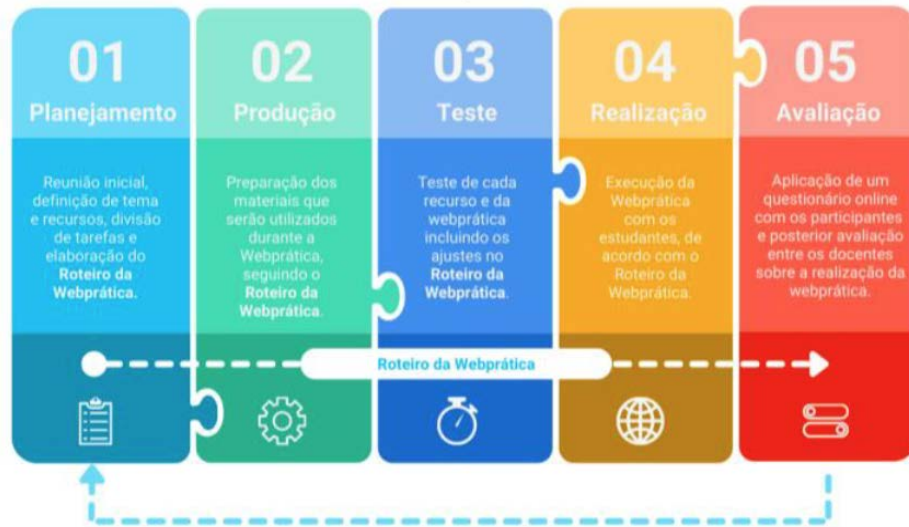 01
Planejamento
Reunião inicial,
definição de tema
e recursos, divisão
de tarefas e
elaboração do
Roteiro da
Webprática.
02
Produção
Preparação dos
materiais que
serão utilizados
durante a
Webprática,
seguindo o
Roteiro da
Webprática.
03
Teste
Teste de cada
recurso e da
webprática
incluindo os
ajustes no
Roteiro da
Webprática.
04
Realização
Execução da
Webprática
com os
estudantes, de
acordo com o
Roteiro da
Webprática.
05
Avaliação
Aplicação de um
questionário online
com os participantes
e posterior avaliação
entre os docentes
sobre a realização da
webprática.
Roteiro da Webprática